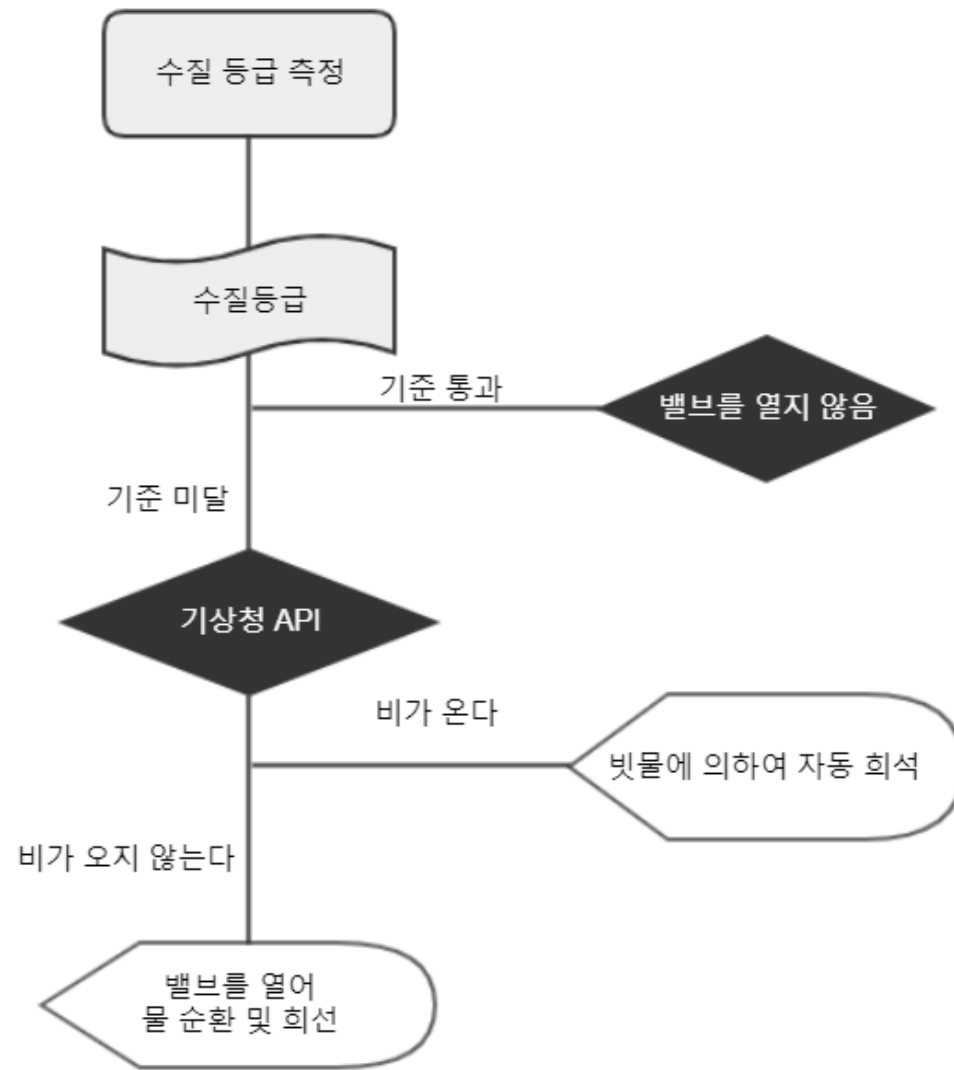 수질 등급 측정
수질등급
기준 통과
밸브를 열지 않음
기준 미달
기상청 API
비가 온다
빗물에 의하여 자동 희석
비가 오지 않는다
밸브를 열어
물 순환 및 희선